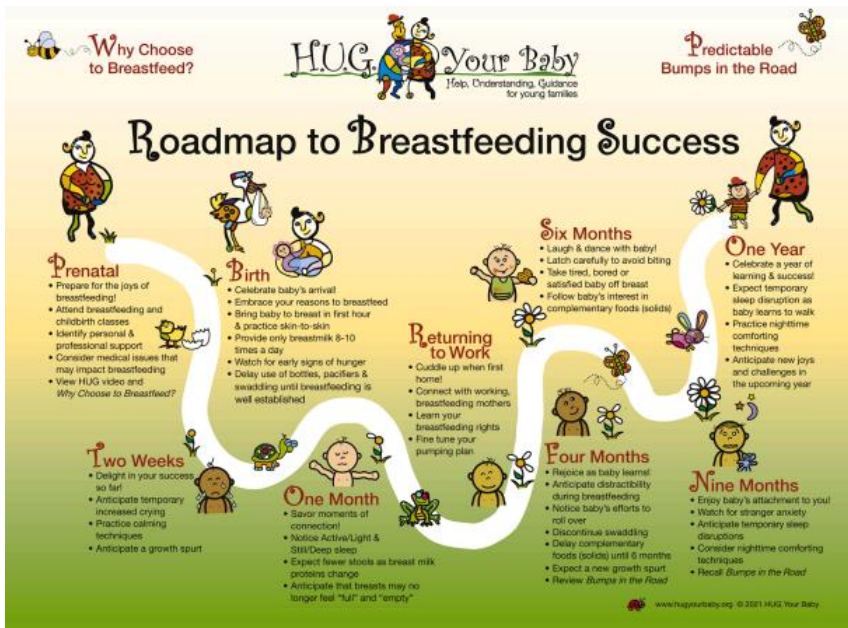 Why Choose
to Breastfeed?
H.U.G. Your Baby
Help, Understanding, Guidance
for young families
Predictable
Bumps in the Road
Roadmap to Breastfeeding Success
Prenatal
• Prepare for the joys of
breastfeeding!
• Attend breastfeeding and
childbirth classes
• Identify personal &
professional support
• Consider medical issues that
may impact breastfeeding
• View HUG video and
Why Choose to Breastfeed?
Birth
• Celebrate baby's arrival!
• Embrace your reasons to breastfeed
• Bring baby to breast in first hour
& practice skin-to-skin
• Provide only breastmilk 8-10
times a day
• Watch for early signs of hunger
• Delay use of bottles, pacifiers &
swaddling until breastfeeding is
well established
Two Weeks
• Delight in your success
so far!
• Anticipate temporary
increased crying
• Practice calming
techniques
• Anticipate a growth spurt
One Month
• Savor moments of
connection!
• Notice Active/Light &
Still/Deep sleep
• Expect fewer stools as breast milk
proteins change
• Anticipate that breasts may no
longer feel "full" and "empty"
Returning
to Work
• Cuddle up when first
home!
• Connect with working,
breastfeeding mothers
• Learn your
breastfeeding rights
• Fine tune your
pumping plan
Four Months
• Rejoice as baby learns!
• Anticipate distractibility
during breastfeeding
• Notice baby's efforts to
roll over
• Discontinue swaddling
• Delay complementary
foods (solids) until 6 months
• Expect a new growth spurt
• Review Bumps in the Road
Six Months
• Laugh & dance with baby!
• Latch carefully to avoid biting
• Take tired, bored or
satisfied baby off breast
• Follow baby's interest in
complementary foods (solids)
Nine Months
• Enjoy baby's attachment to you!
• Watch for stranger anxiety
• Anticipate temporary sleep
disruptions
• Consider nighttime comforting
techniques
• Recall Bumps in the Road
One Year
• Celebrate a year of
learning & success!
• Expect temporary
sleep disruption as
baby learns to walk
• Practice nighttime
comforting
techniques
• Anticipate new joys
and challenges in
the upcoming year
www.hugyourbaby.org © 2021 HUG Your Baby